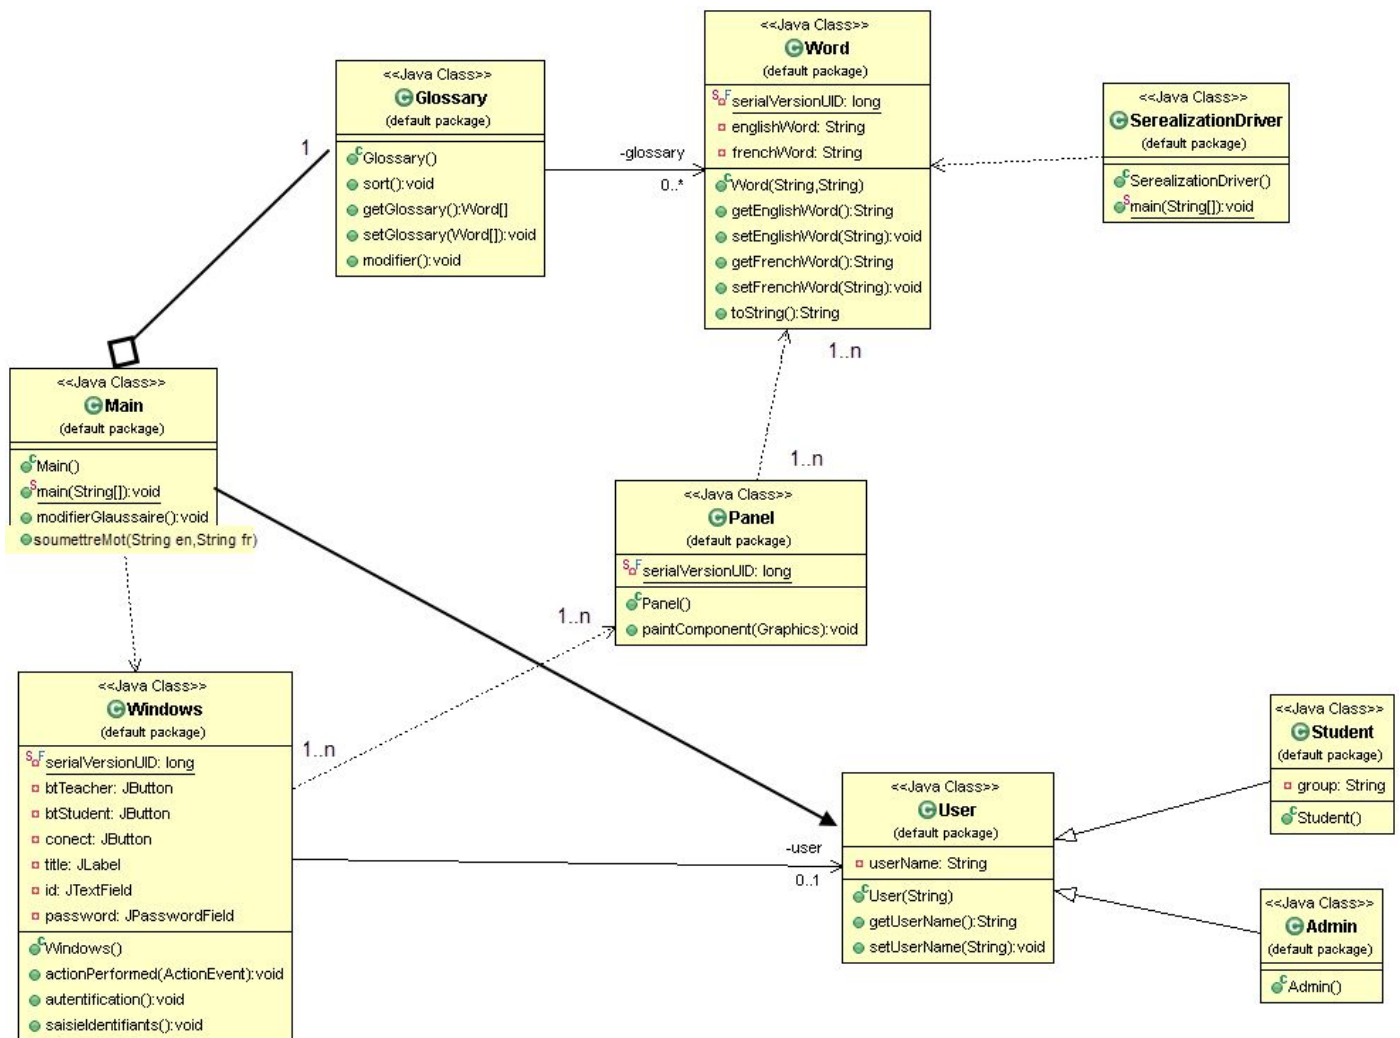 <<Java Class>>
Glossary
(default package)
Glossary()
sort():void
getGlossary():Word[]
setGlossary(Word[]):void
modifier():void
1
-glossary
0..*
<<Java Class>>
Word
(default package)
serialVersionUID: long
englishWord: String
frenchWord: String
Word(String,String)
getEnglishWord():String
setEnglishWord(String):void
getFrenchWord():String
setFrenchWord(String):void
toString():String
<<Java Class>>
SerealizationDriver
(default package)
SerealizationDriver()
main(String[]):void
1..n
1..n
<<Java Class>>
Main
(default package)
Main()
main(String[]):void
modifierGlaussaire():void
soumettreMot(String en,String fr)
<<Java Class>>
Panel
(default package)
serialVersionUID: long
Panel()
paintComponent(Graphics):void
1..n
1..n
<<Java Class>>
Windows
(default package)
serialVersionUID: long
btTeacher: JButton
btStudent: JButton
conect: JButton
title: JLabel
id: JTextField
password: JPasswordField
Windows()
actionPerformed(ActionEvent):void
autentification():void
saisieIdentifiants():void
-user
0..1
<<Java Class>>
User
(default package)
userName: String
User(String)
getUserName():String
setUserName(String):void
<<Java Class>>
Student
(default package)
group: String
Student()
<<Java Class>>
Admin
(default package)
Admin()